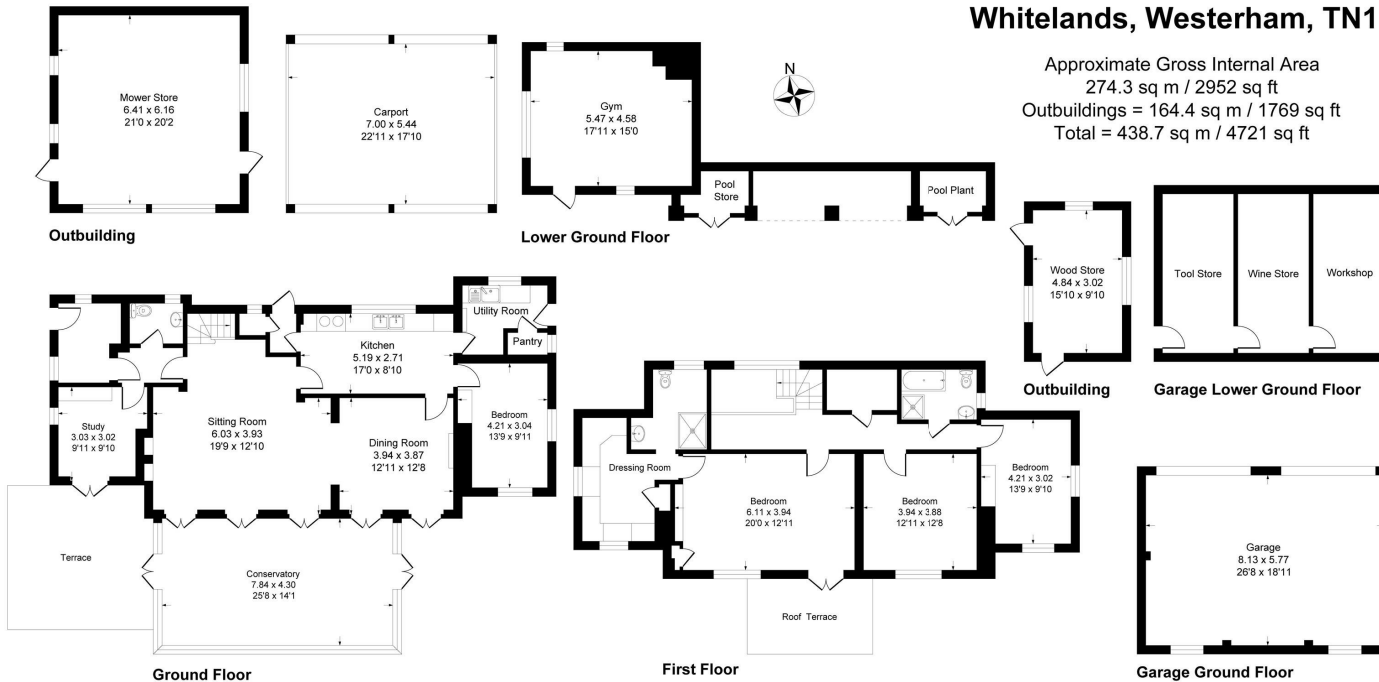 Whitelands, Westerham, TN1
Approximate Gross Internal Area
274.3 sq m / 2952 sq ft
Outbuildings = 164.4 sq m / 1769 sq ft
Total = 438.7 sq m / 4721 sq ft
N
Mower Store
6.41 x 6.16
21'0 x 20'2
Outbuilding
Carport
7.00 x 5.44
22'11 x 17'10
Gym
5.47 x 4.58
17'11 x 15'0
Pool
Store
Pool Plant
Lower Ground Floor
Wood Store
4.84 x 3.02
15'10 x 9'10
Outbuilding
Tool Store
Wine Store
Workshop
Garage Lower Ground Floor
Utility Room
Pantry
Kitchen
5.19 x 2.71
17'0 x 8'10
Study
3.03 x 3.02
9'11 x 9'10
Sitting Room
6.03 x 3.93
19'9 x 12'10
Dining Room
3.94 x 3.87
12'11 x 12'8
Bedroom
4.21 x 3.04
13'9 x 9'11
Terrace
Conservatory
7.84 x 4.30
25'8 x 14'1
Ground Floor
Dressing Room
Bedroom
6.11 x 3.94
20'0 x 12'11
Bedroom
3.94 x 3.88
12'11 x 12'8
Bedroom
4.21 x 3.02
13'9 x 9'10
Roof Terrace
First Floor
Garage
8.13 x 5.77
26'8 x 18'11
Garage Ground Floor